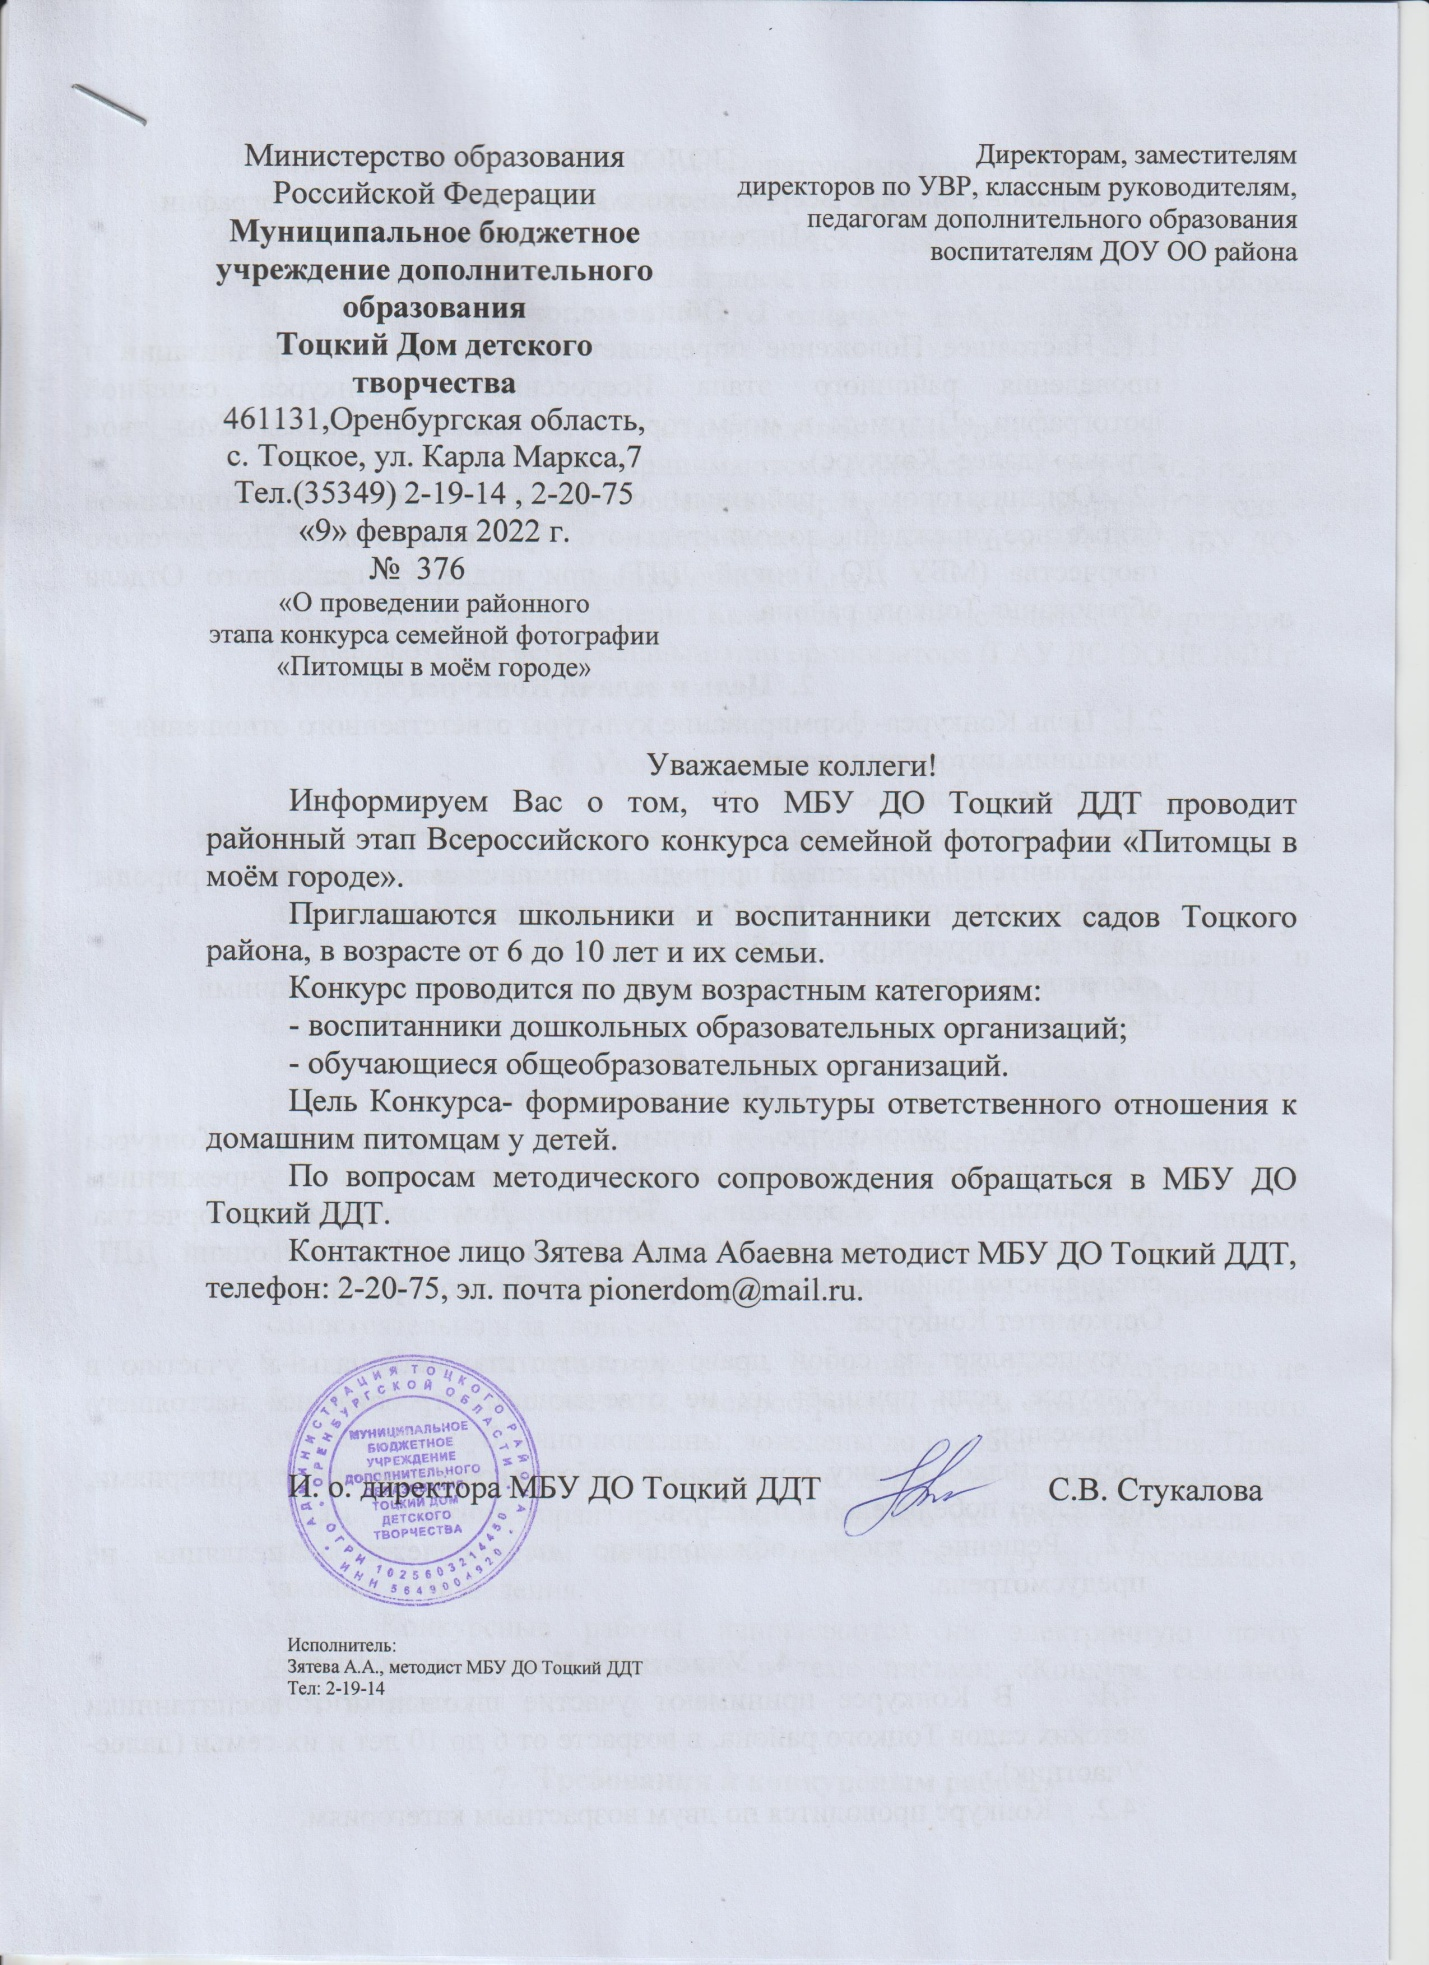 Министерство образования
Российской Федерации
Муниципальное бюджетное
учреждение дополнительного
образования
Тоцкий Дом детского
творчества
461131,Оренбургская область,
с. Тоцкое, ул. Карла Маркса,7
Тел.(35349) 2-19-14 , 2-20-75
«9» февраля 2022 г.
№ 376
«О проведении районного
этапа конкурса семейной фотографии
«Питомцы в моём городе»
Директорам, заместителям
директоров по УВР, классным руководителям,
педагогам дополнительного образования
воспитателям ДОУ ОО района
Уважаемые коллеги!
Информируем Вас о том, что МБУ ДО Тоцкий ДДТ проводит
районный этап Всероссийского конкурса семейной фотографии «Питомцы в
моём городе».
Приглашаются школьники и воспитанники детских садов Тоцкого
района, в возрасте от 6 до 10 лет и их семьи.
Конкурс проводится по двум возрастным категориям:
- воспитанники дошкольных образовательных организаций;
- обучающиеся общеобразовательных организаций.
Цель Конкурса- формирование культуры ответственного отношения к
домашним питомцам у детей.
По вопросам методического сопровождения обращаться в МБУ ДО
Тоцкий ДДТ.
Контактное лицо Зятева Алма Абаевна методист МБУ ДО Тоцкий ДДТ,
телефон: 2-20-75, эл. почта pionerdom@mail.ru.
АДМИНИСТРАЦИЯ ТОЦКОГО РАЙОНА
ОРЕНБУРГСКОЙ ОБЛАСТИ
МУНИЦИПАЛЬНОЕ
БЮДЖЕТНОЕ
УЧРЕЖДЕНИЕ
ДОПОЛНИТЕЛЬНОГО
ОБРАЗОВАНИЯ
ТОЦКИЙ ДОМ
ДЕТСКОГО
ТВОРЧЕСТВА
ОГРН 1025603214450
ИНН
И. о. директора МБУ ДО Тоцкий ДДТ С.В. Стукалова
Исполнитель:
Зятева А.А., методист МБУ ДО Тоцкий ДДТ
Тел: 2-19-14